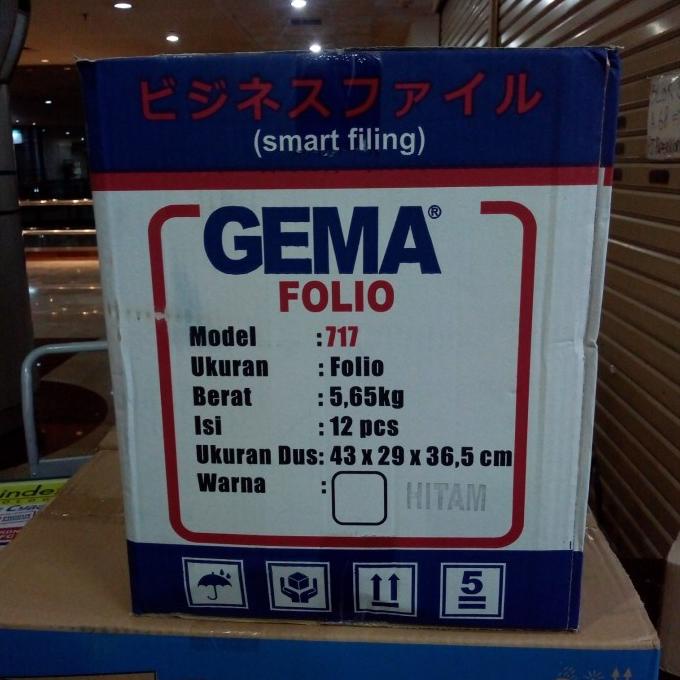 ビジネスファイル
(smart filing)
GEMA®
FOLIO
Model : 717
Ukuran : Folio
Berat : 5,65kg
Isi : 12 pcs
Ukuran Dus: 43 x 29 x 36,5 cm
Warna : HITAM
5